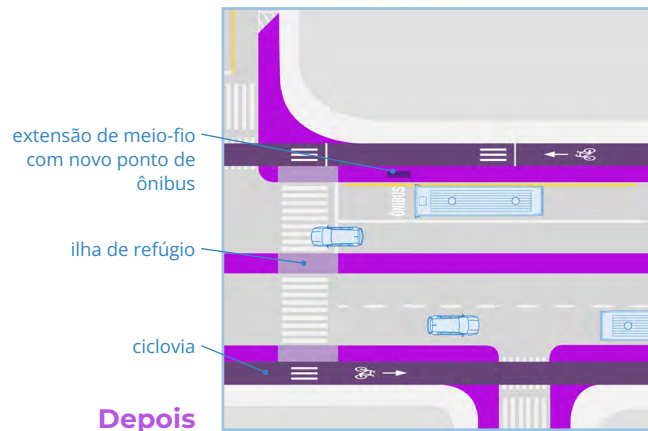 extensão de meio-fio
com novo ponto de
ônibus
ÔNIBUS
ilha de refúgio
ciclovia
Depois